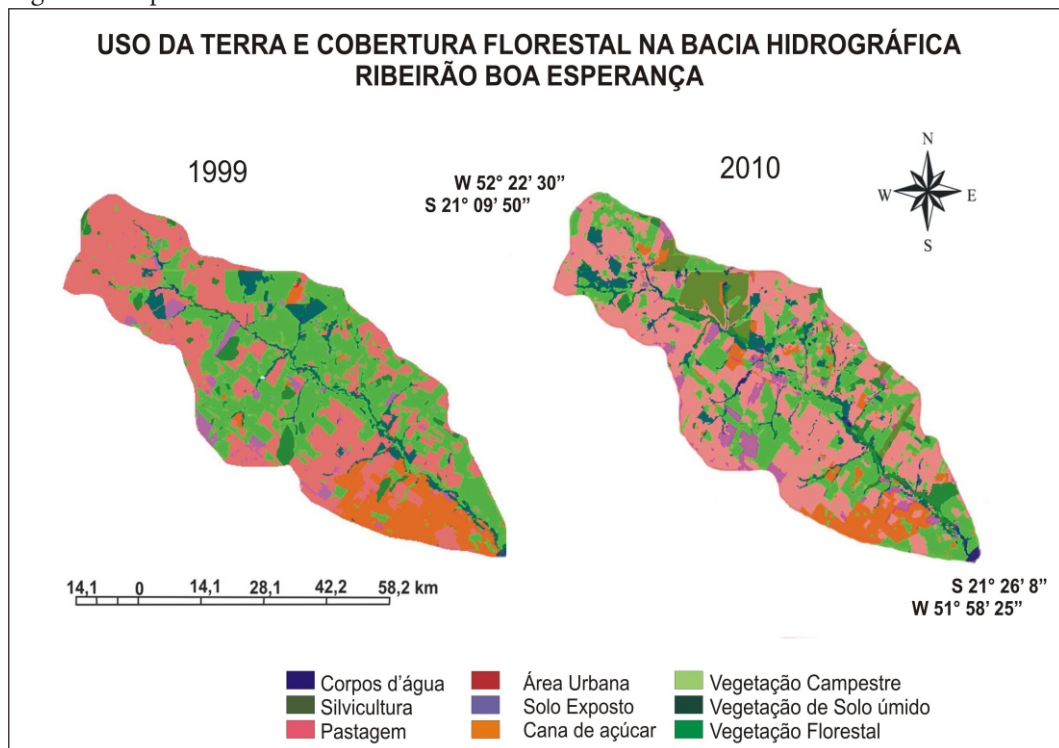 USO DA TERRA E COBERTURA FLORESTAL NA BACIA HIDROGRÁFICA
RIBEIRÃO BOA ESPERANÇA
1999
W 52° 22' 30"
S 21° 09' 50"
2010
N
W
E
S
14,1 0 14,1 28,1 42,2 58,2 km
S 21° 26' 8"
W 51° 58' 25"
Corpos d'água
Silvicultura
Pastagem
Área Urbana
Solo Exposto
Cana de açúcar
Vegetação Campestre
Vegetação de Solo úmido
Vegetação Florestal